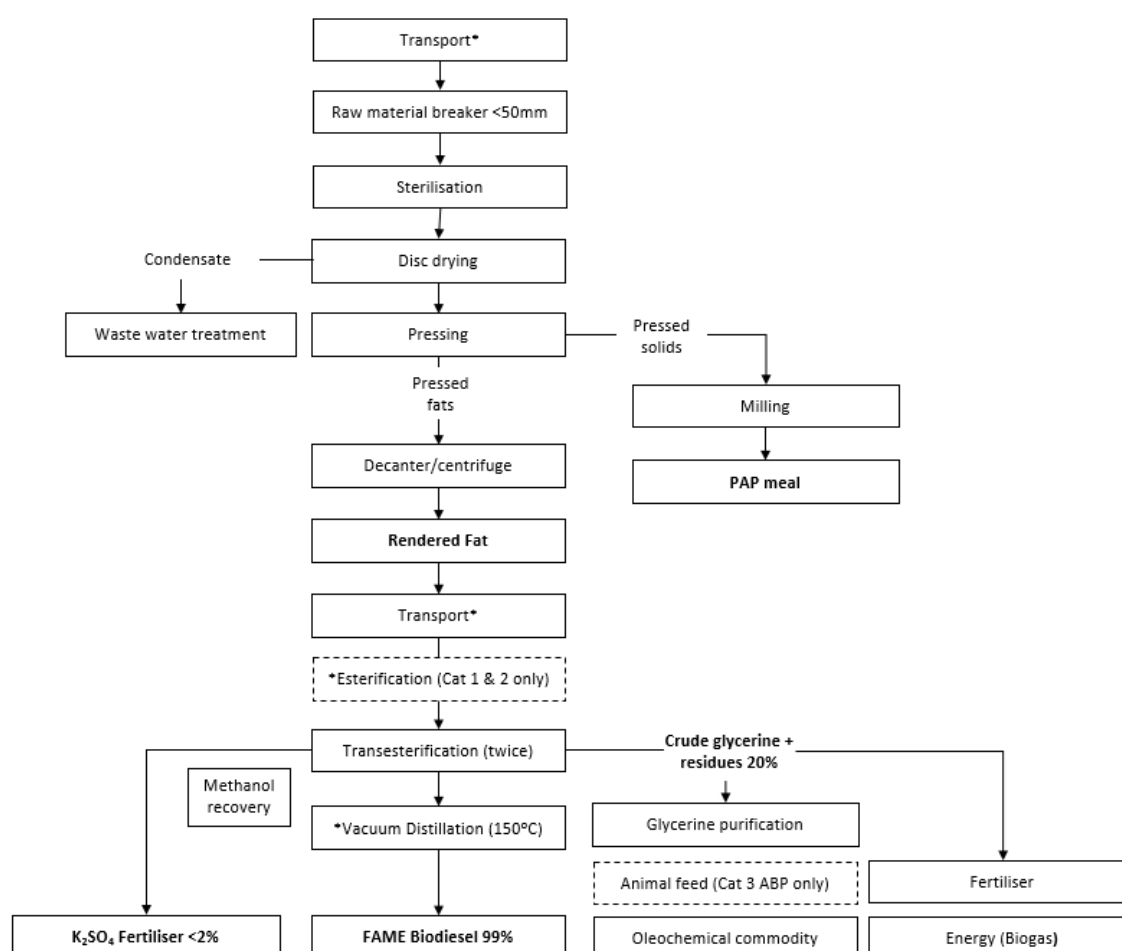 Transport*
Raw material breaker <50mm
Sterilisation
Condensate
Disc drying
Waste water treatment
Pressing
Pressed
solids
Pressed
fats
Milling
Decanter/centrifuge
PAP meal
Rendered Fat
Transport*
*Esterification (Cat 1 & 2 only)
Transesterification (twice)
Crude glycerine +
residues 20%
Methanol
recovery
*Vacuum Distillation (150°C)
Glycerine purification
Animal feed (Cat 3 ABP only)
Fertiliser
K₂SO₄ Fertiliser <2%
FAME Biodiesel 99%
Oleochemical commodity
Energy (Biogas)